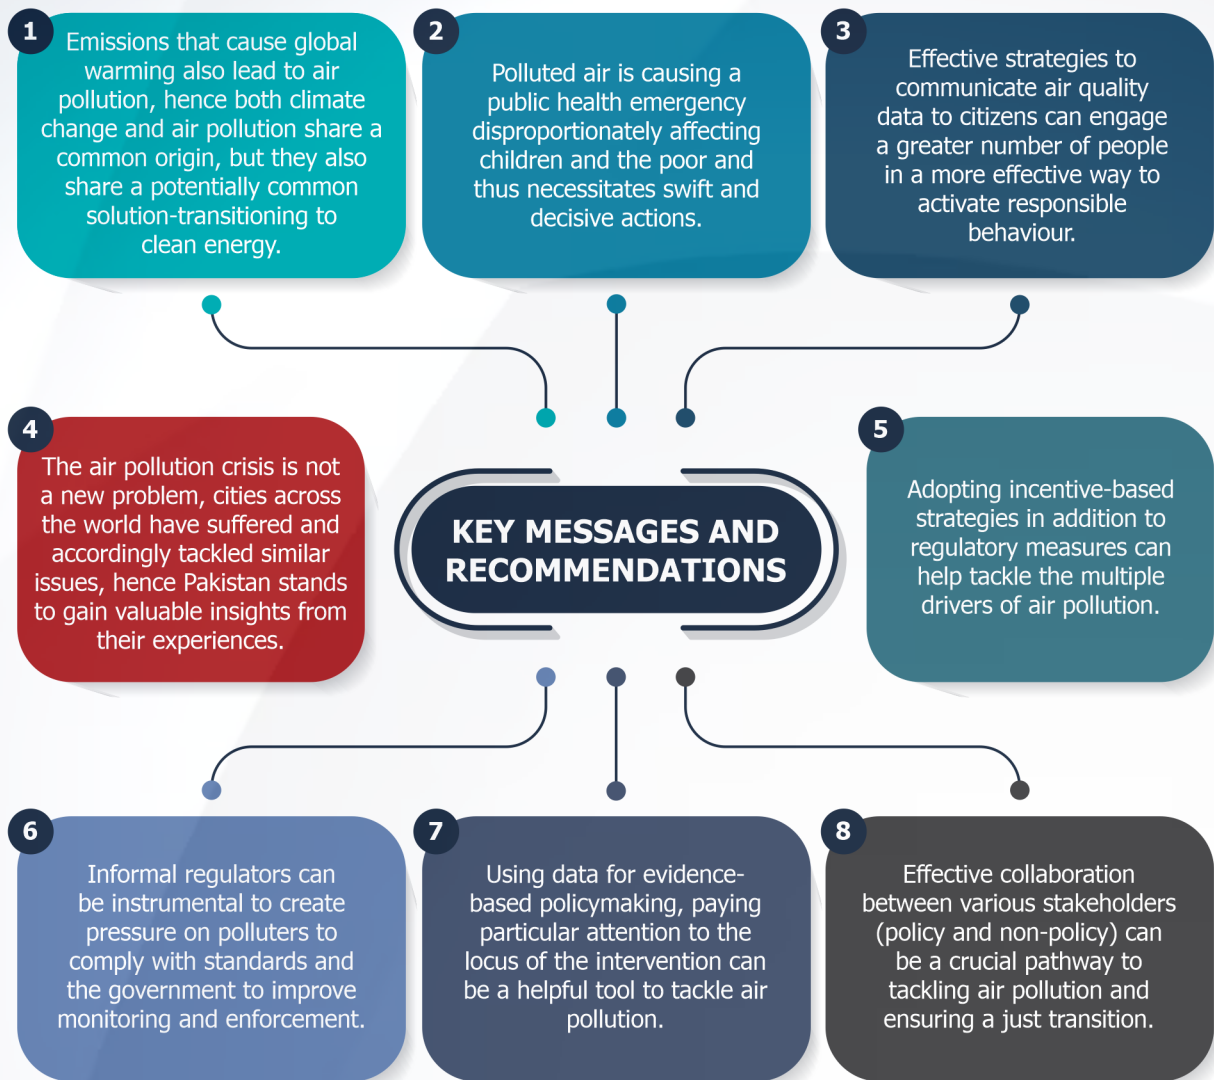 1
Emissions that cause global
warming also lead to air
pollution, hence both climate
change and air pollution share a
common origin, but they also
share a potentially common
solution-transitioning to
clean energy.
2
Polluted air is causing a
public health emergency
disproportionately affecting
children and the poor and
thus necessitates swift and
decisive actions.
3
Effective strategies to
communicate air quality
data to citizens can engage
a greater number of people
in a more effective way to
activate responsible
behaviour.
4
The air pollution crisis is not
a new problem, cities across
the world have suffered and
accordingly tackled similar
issues, hence Pakistan stands
to gain valuable insights from
their experiences.
KEY MESSAGES AND
RECOMMENDATIONS
5
Adopting incentive-based
strategies in addition to
regulatory measures can
help tackle the multiple
drivers of air pollution.
6
Informal regulators can
be instrumental to create
pressure on polluters to
comply with standards and
the government to improve
monitoring and enforcement.
7
Using data for evidence-
based policymaking, paying
particular attention to the
locus of the intervention can
be a helpful tool to tackle air
pollution.
8
Effective collaboration
between various stakeholders
(policy and non-policy) can
be a crucial pathway to
tackling air pollution and
ensuring a just transition.